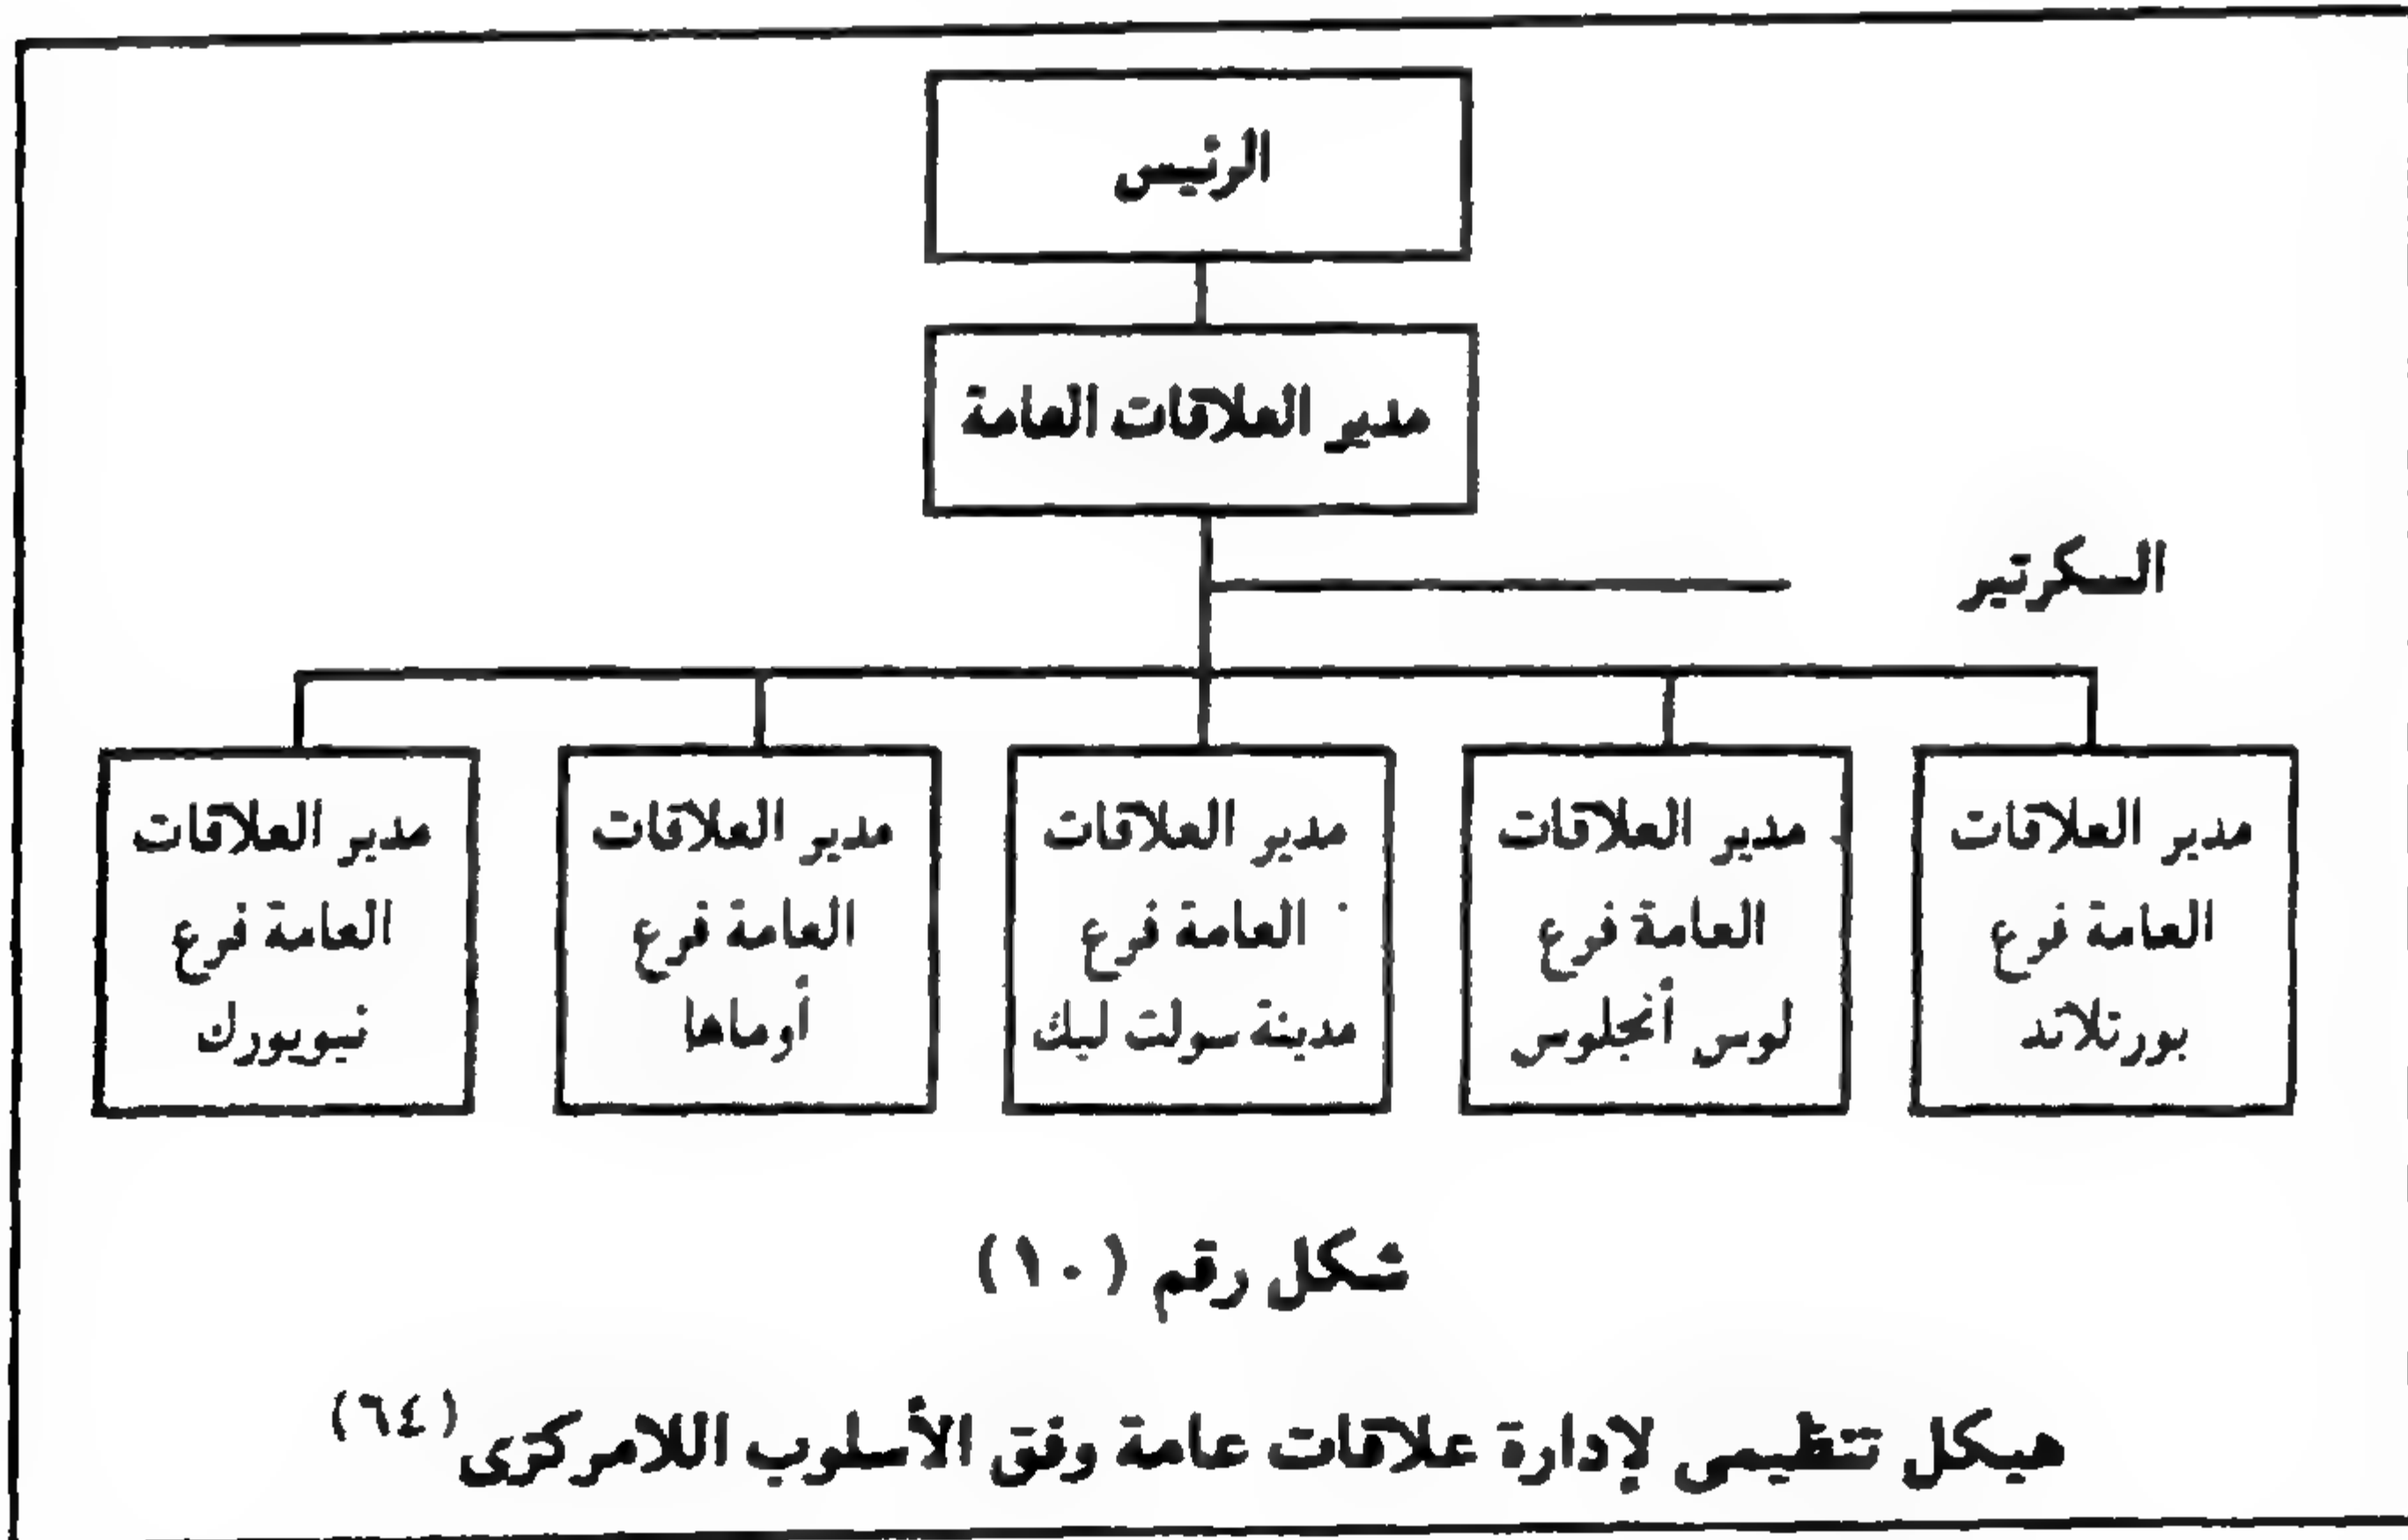 الرئيس
مدير العلاقات العامة
السكرتير
مدير العلاقات
العامة فرع
بورتلاند
مدير العلاقات
العامة فرع
لوس أنجلوس
مدير العلاقات
العامة فرع
مدينة سولت ليك
مدير العلاقات
العامة فرع
أوماها
مدير العلاقات
العامة فرع
نيويورك
شكل رقم (١٠)
هيكل تنظيمى لإدارة علاقات عامة وفق الأسلوب اللامركزى(٦٤)